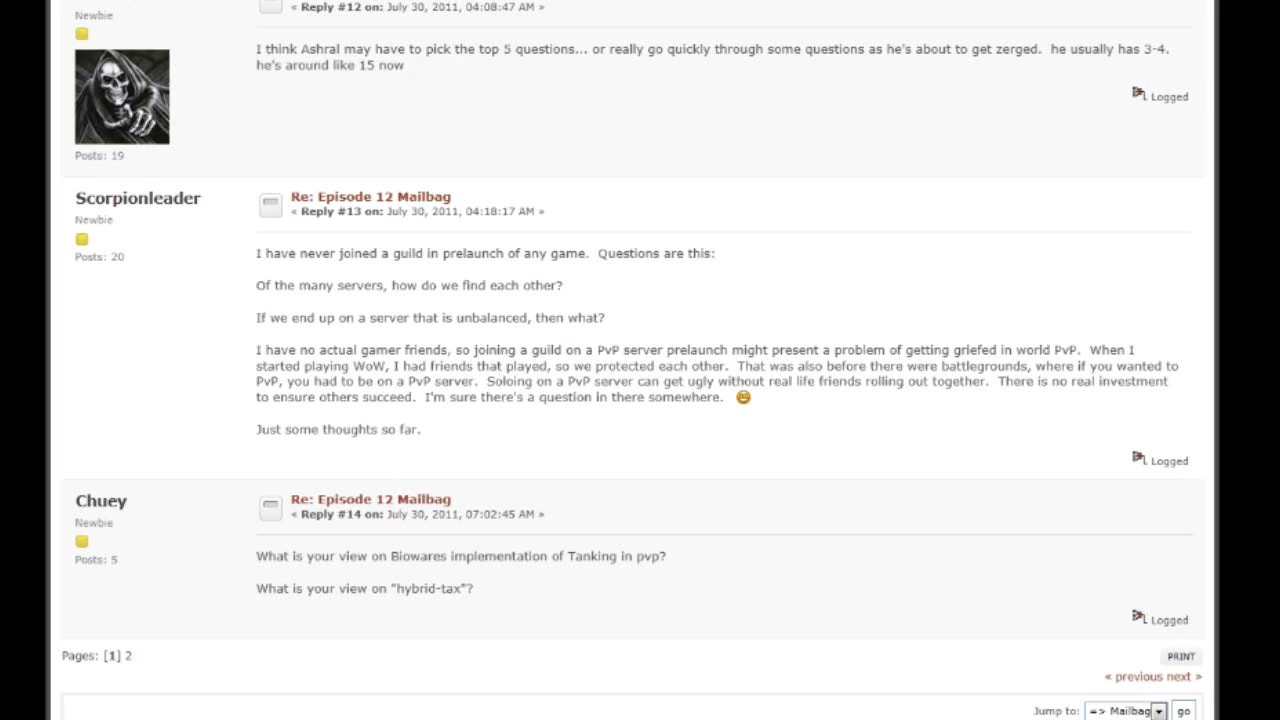 « Reply #12 on: July 30, 2011, 04:08:47 AM »
Newbie
I think Ashral may have to pick the top 5 questions... or really go quickly through some questions as he's about to get zerged.  he usually has 3-4.
he's around like 15 now
Logged
Posts: 19
Scorpionleader
Re: Episode 12 Mailbag
« Reply #13 on: July 30, 2011, 04:18:17 AM »
Newbie
Posts: 20
I have never joined a guild in prelaunch of any game.  Questions are this:
Of the many servers, how do we find each other?
If we end up on a server that is unbalanced, then what?
I have no actual gamer friends, so joining a guild on a PvP server prelaunch might present a problem of getting griefed in world PvP.  When I
started playing WoW, I had friends that played, so we protected each other.  That was also before there were battlegrounds, where if you wanted to
PvP, you had to be on a PvP server.  Soloing on a PvP server can get ugly without real life friends rolling out together.  There is no real investment
to ensure others succeed.  I'm sure there's a question in there somewhere.
Just some thoughts so far.
Logged
Chuey
Re: Episode 12 Mailbag
« Reply #14 on: July 30, 2011, 07:02:45 AM »
Newbie
Posts: 5
What is your view on Biowares implementation of Tanking in pvp?
What is your view on "hybrid-tax"?
Logged
Pages: [1] 2
PRINT
« previous next »
Jump to: => Mailbag go